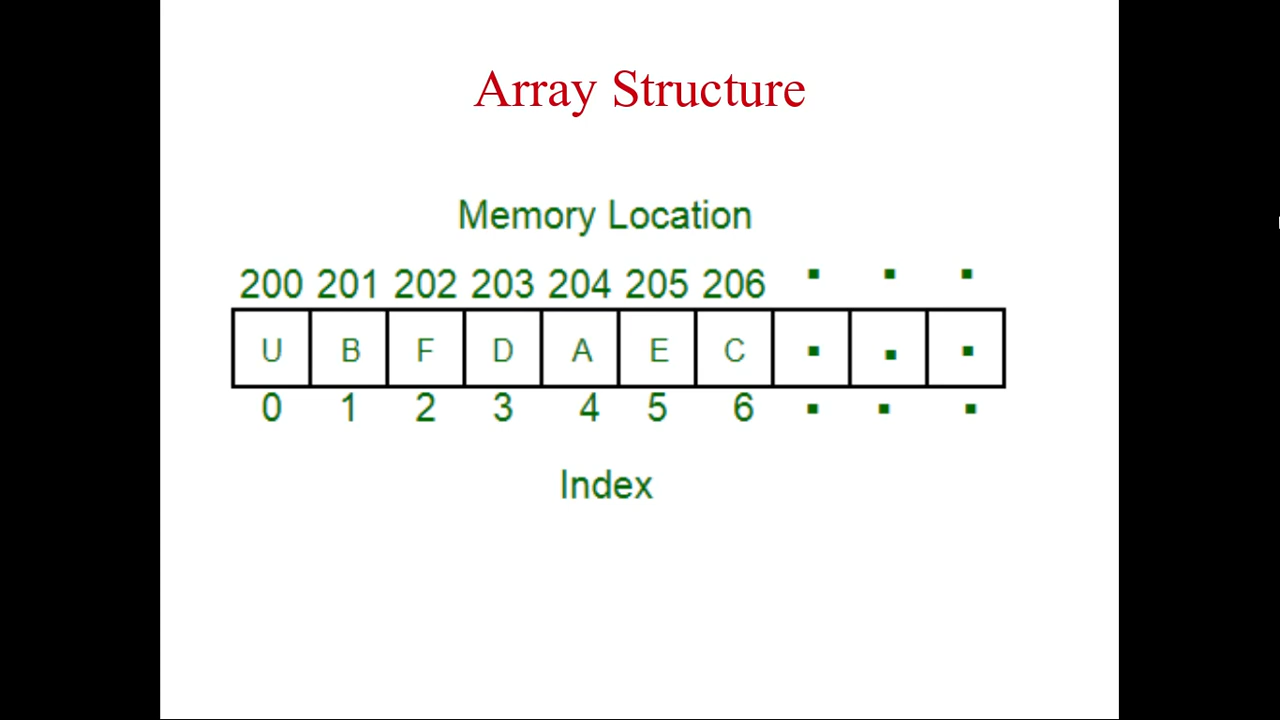 Array Structure
Memory Location
200 201 202 203 204 205 206 . . .
U B F D A E C . . .
0 1 2 3 4 5 6 . . .
Index